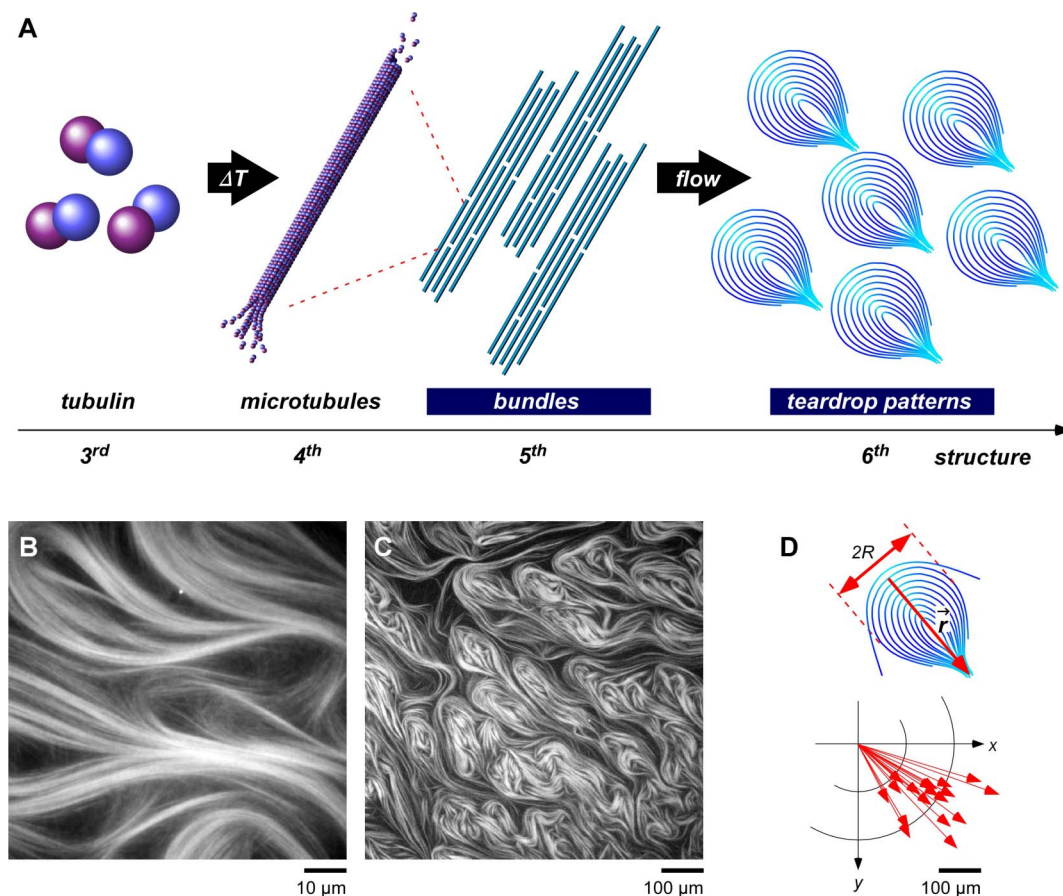 A
ΔT
flow
tubulin
microtubules
bundles
teardrop patterns
3rd
4th
5th
6th
structure
B
10 µm
C
100 µm
D
2R
r
x
y
100 µm